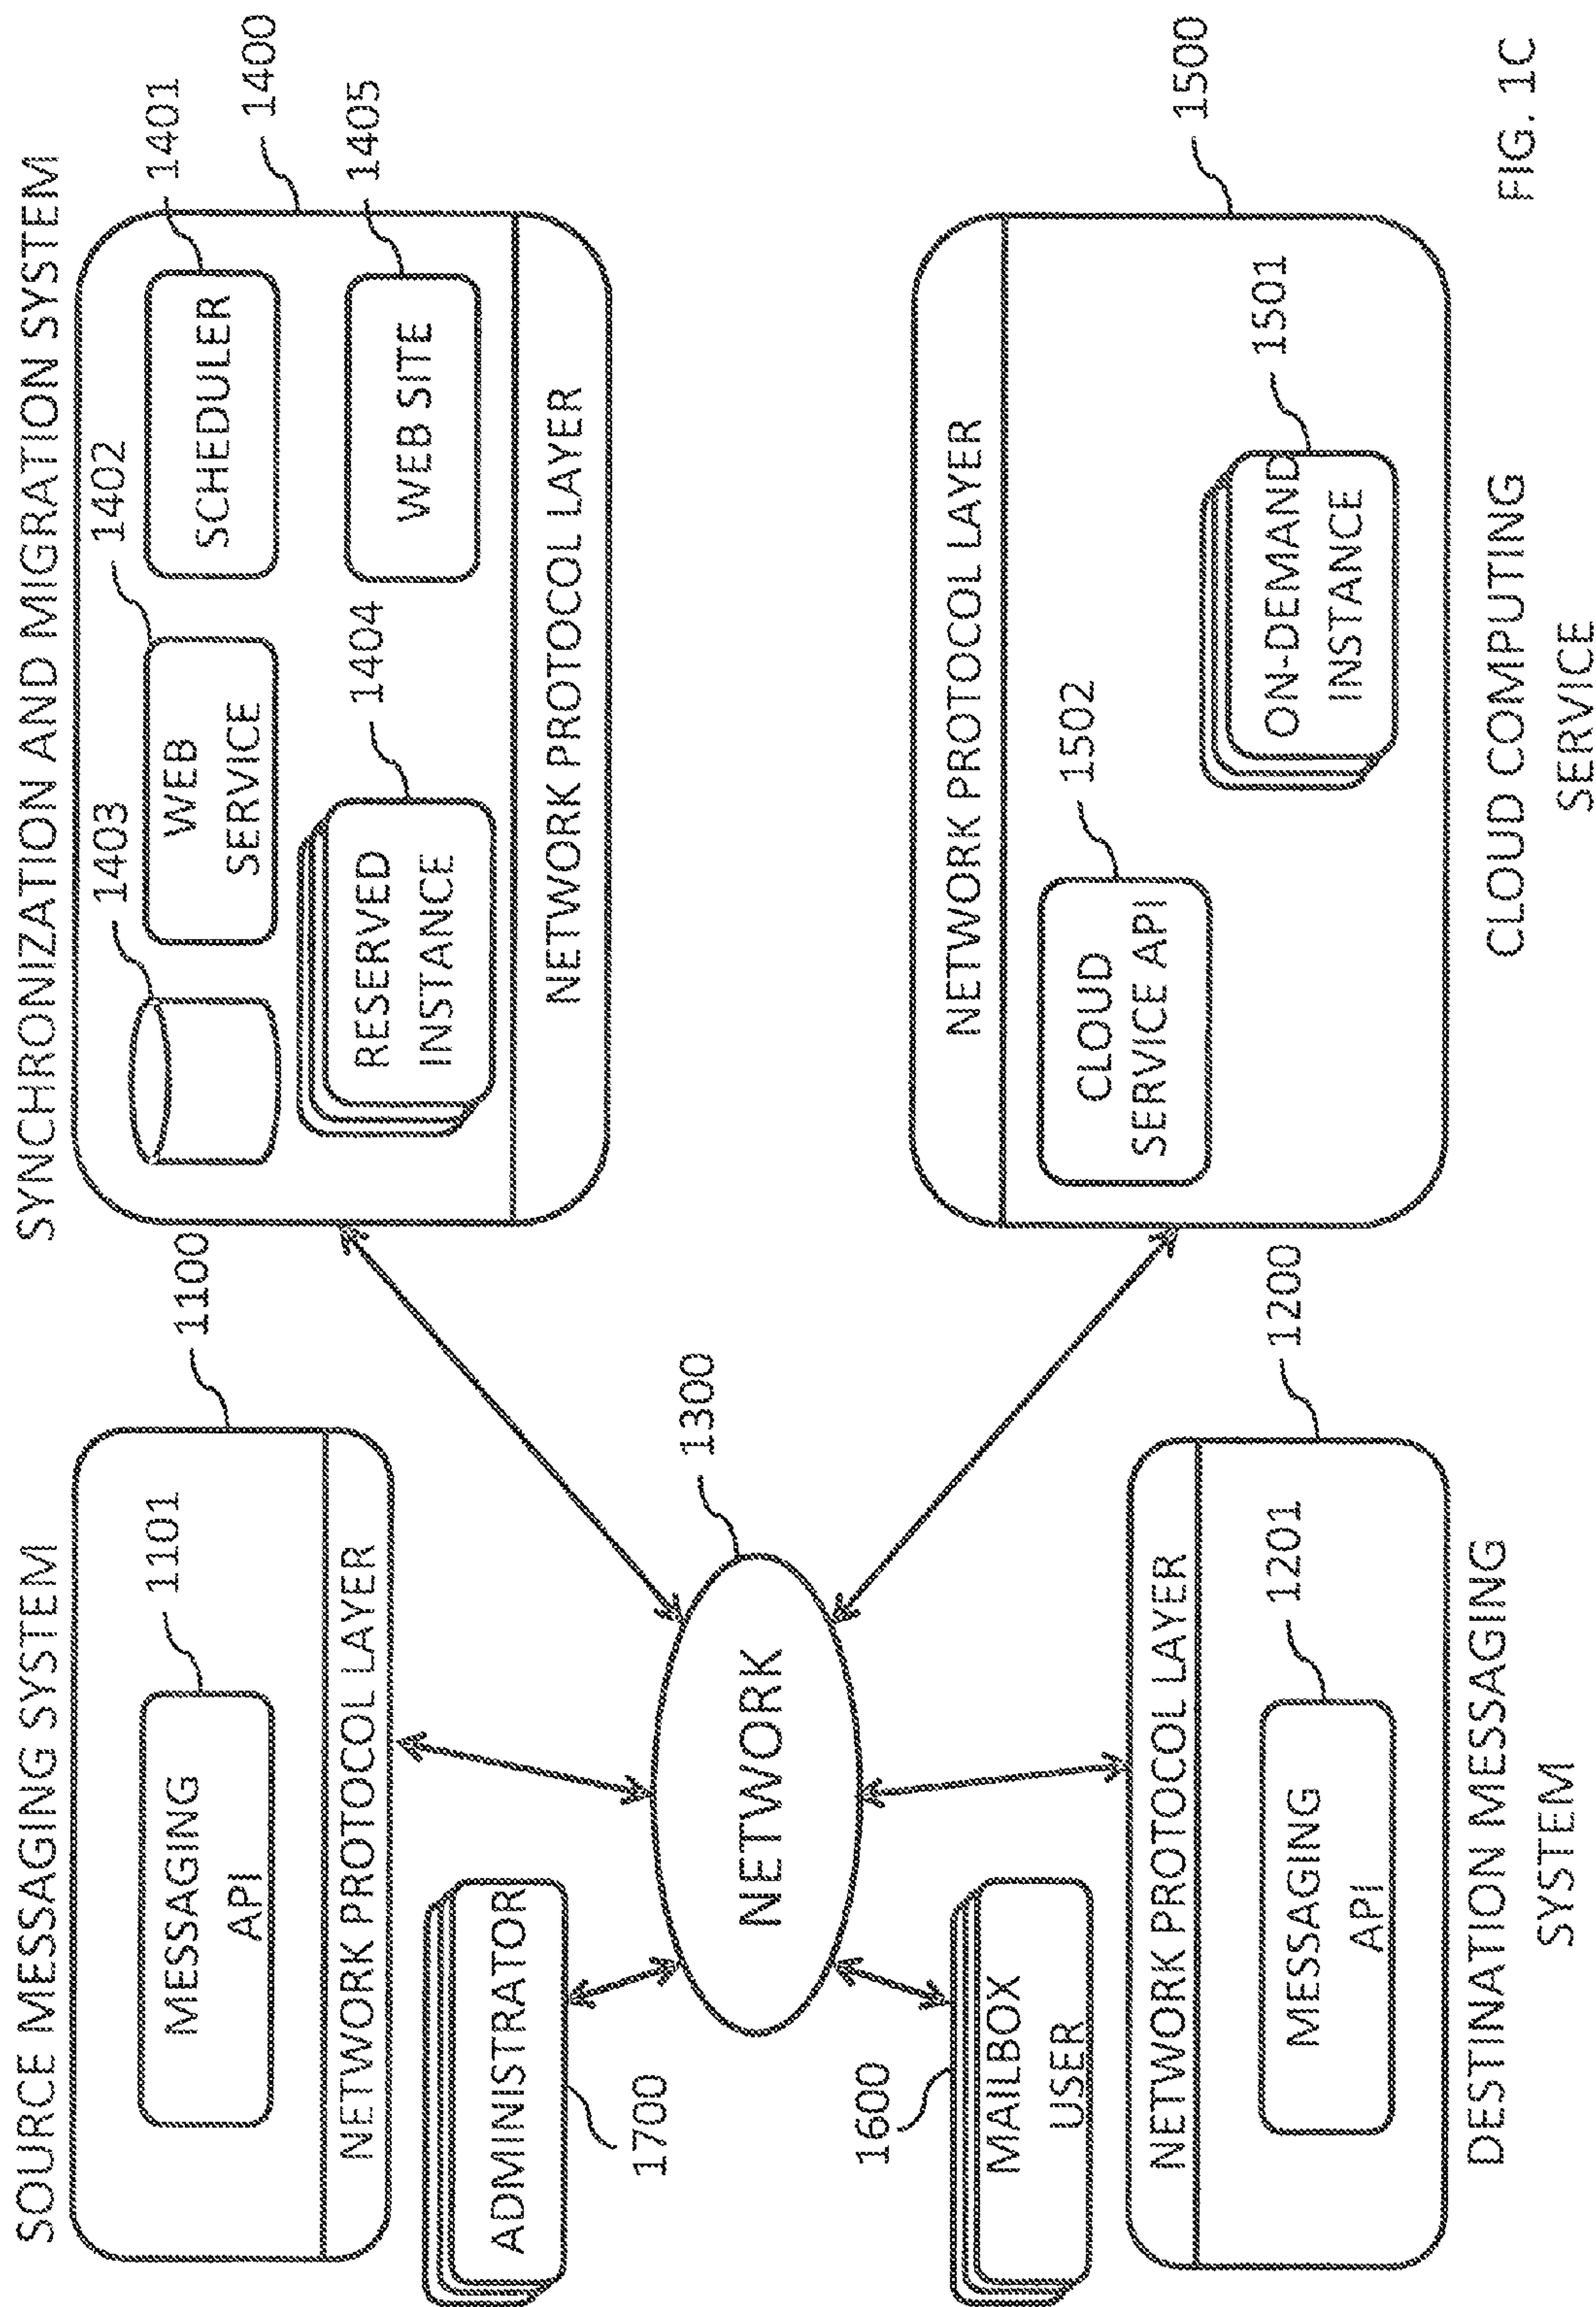 SOURCE MESSAGING SYSTEM
1100
1101
MESSAGING
API
NETWORK PROTOCOL LAYER
SYNCHRONIZATION AND MIGRATION SYSTEM
1403
1402
1401
1400
WEB
SERVICE
SCHEDULER
1404
1405
RESERVED
INSTANCE
WEB SITE
NETWORK PROTOCOL LAYER
ADMINISTRATOR
1700
1300
NETWORK
1600
MAILBOX
USER
NETWORK PROTOCOL LAYER
1200
1201
MESSAGING
API
DESTINATION MESSAGING
SYSTEM
NETWORK PROTOCOL LAYER
1500
1502
CLOUD
SERVICE API
1501
ON-DEMAND
INSTANCE
CLOUD COMPUTING
SERVICE
FIG. 1C